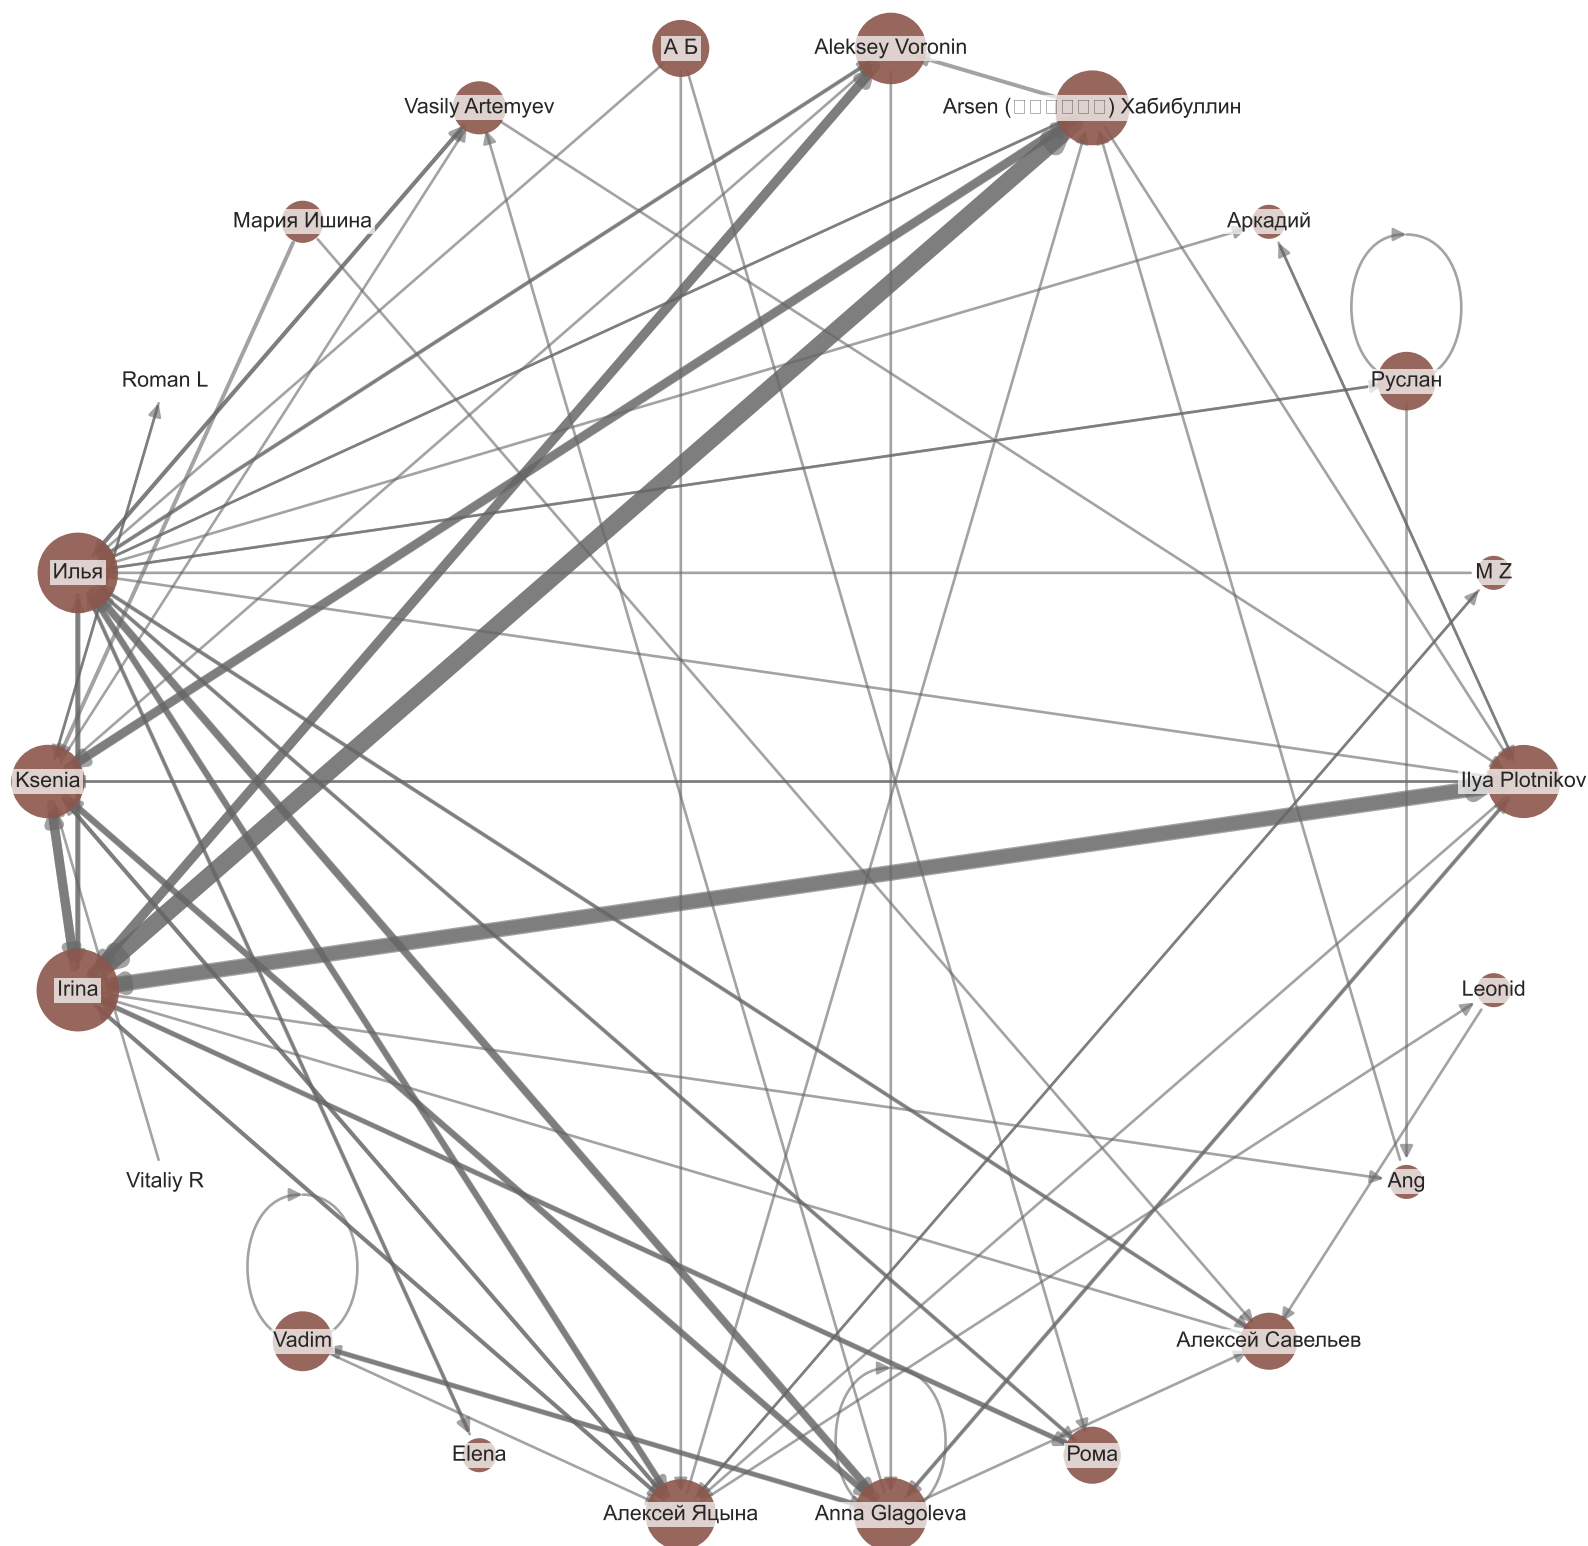 А Б
Aleksey Voronin
Vasily Artemyev
Arsen (□□□□□□) Хабибуллин
Мария Ишина
Аркадий
Roman L
Руслан
Илья
M Z
Ksenia
Ilya Plotnikov
Irina
Leonid
Vitaliy R
Ang
Vadim
Алексей Савельев
Elena
Рома
Алексей Яцына
Anna Glagoleva